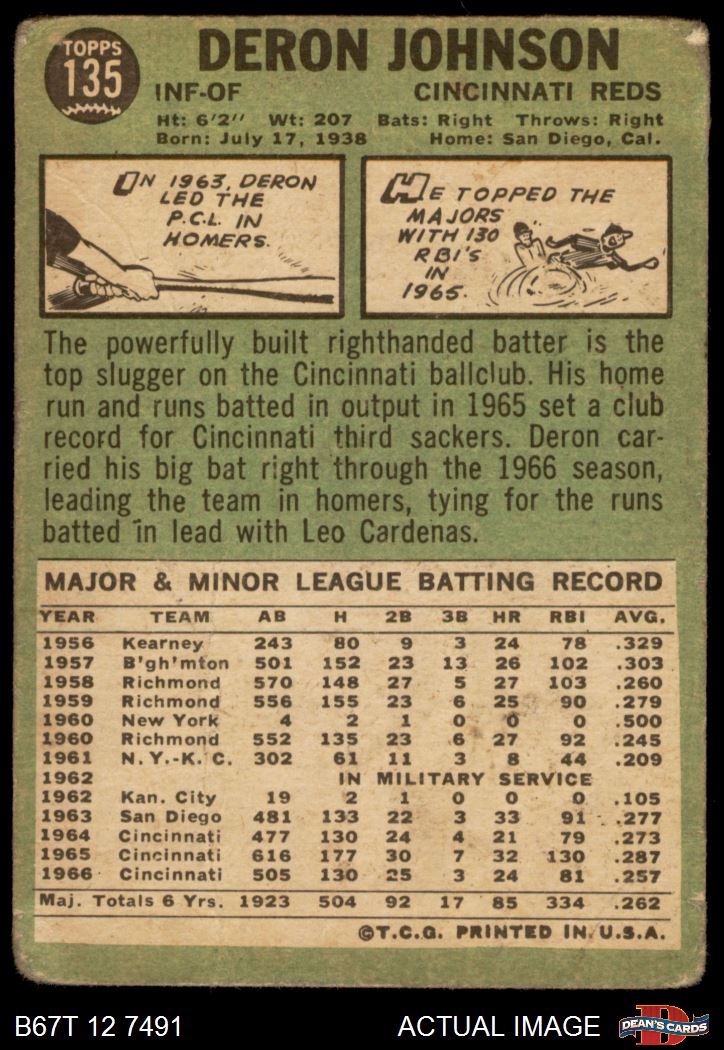 TOPPS
135
DERON JOHNSON
INF-OF CINCINNATI REDS
Ht: 6'2" Wt: 207 Bats: Right Throws: Right
Born: July 17, 1938 Home: San Diego, Cal.
IN 1963, DERON
LED THE
P.C.L. IN
HOMERS.
HE TOPPED THE
MAJORS
WITH 130
RBI'S
IN
1965.
The powerfully built righthanded batter is the
top slugger on the Cincinnati ballclub. His home
run and runs batted in output in 1965 set a club
record for Cincinnati third sackers. Deron car-
ried his big bat right through the 1966 season,
leading the team in homers, tying for the runs
batted in lead with Leo Cardenas.
MAJOR & MINOR LEAGUE BATTING RECORD
YEAR TEAM AB H 2B 3B HR RBI AVG.
1956 Kearney 243 80 9 3 24 78 .329
1957 B'gh'mton 501 152 23 13 26 102 .303
1958 Richmond 570 148 27 5 27 103 .260
1959 Richmond 556 155 23 6 25 90 .279
1960 New York 4 2 1 0 0 0 .500
1960 Richmond 552 135 23 6 27 92 .245
1961 N.Y.-K.C. 302 61 11 3 8 44 .209
1962 IN MILITARY SERVICE
1962 Kan. City 19 2 1 0 0 0 .105
1963 San Diego 481 133 22 3 33 91 .277
1964 Cincinnati 477 130 24 4 21 79 .273
1965 Cincinnati 616 177 30 7 32 130 .287
1966 Cincinnati 505 130 25 3 24 81 .257
Maj. Totals 6 Yrs. 1923 504 92 17 85 334 .262
©T.C.G. PRINTED IN U.S.A.
B67T 12 7491 ACTUAL IMAGE D DEAN'S CARDS